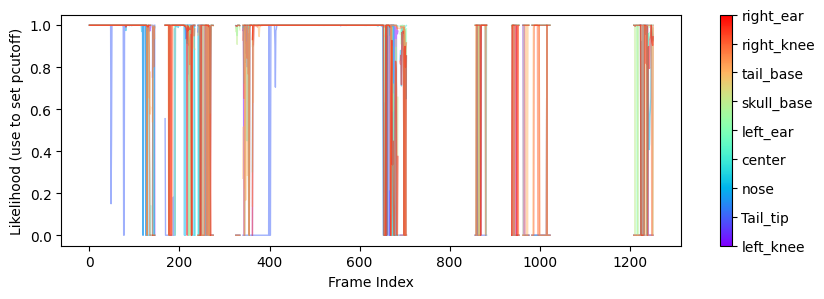 Likelihood (use to set pcutoff)
1.0
0.8
0.6
0.4
0.2
0.0
0 200 400 600 800 1000 1200
Frame Index
right_ear
right_knee
tail_base
skull_base
left_ear
center
nose
Tail_tip
left_knee